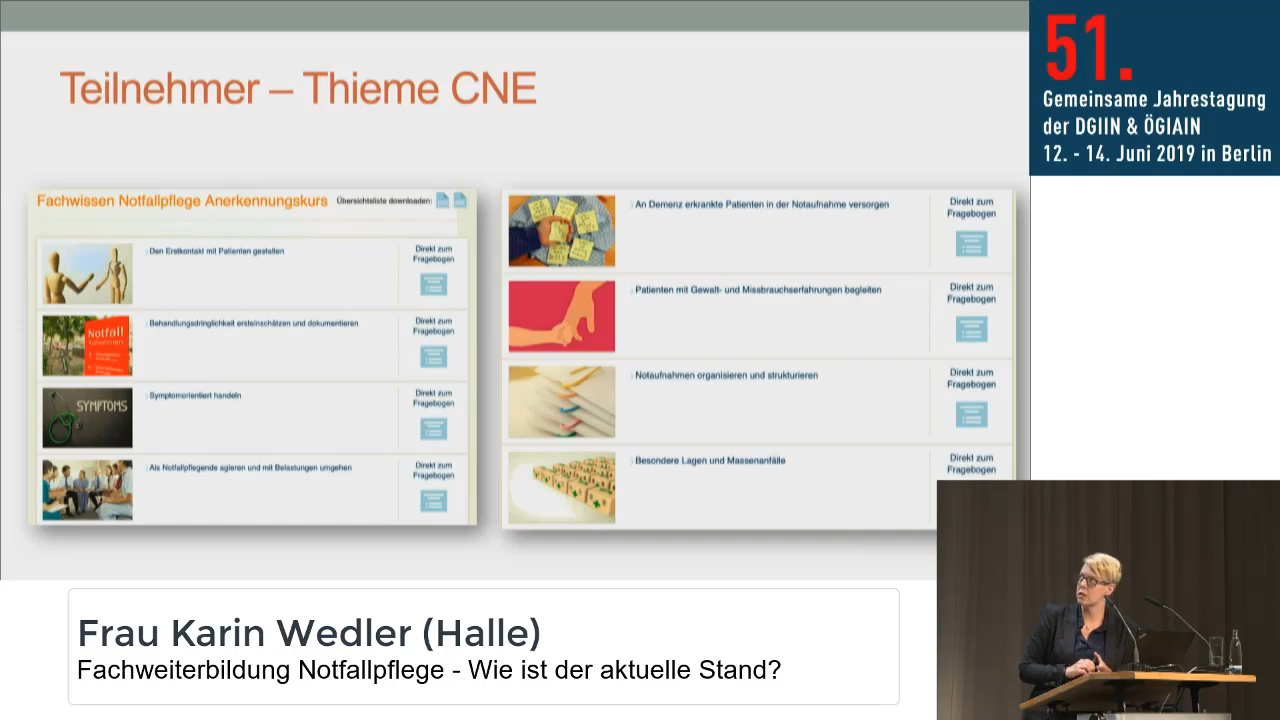 Teilnehmer – Thieme CNE
51.
Gemeinsame Jahrestagung
der DGIIN & ÖGIAIN
12. - 14. Juni 2019 in Berlin
Fachwissen Notfallpflege Anerkennungskurs Übersichtsliste downloaden:
Den Erstkontakt mit Patienten gestalten
Direkt zum
Fragebogen
Notfall
Behandlungsdringlichkeit ersteinschätzen und dokumentieren
Direkt zum
Fragebogen
SYMPTOMS
Symptomorientiert handeln
Direkt zum
Fragebogen
Als Notfallpflegende agieren und mit Belastungen umgehen
Direkt zum
Fragebogen
An Demenz erkrankte Patienten in der Notaufnahme versorgen
Direkt zum
Fragebogen
Patienten mit Gewalt- und Missbrauchserfahrungen begleiten
Direkt zum
Fragebogen
Notaufnahmen organisieren und strukturieren
Direkt zum
Fragebogen
Besondere Lagen und Massenanfälle
Direkt zum
Fragebogen
Frau Karin Wedler (Halle)
Fachweiterbildung Notfallpflege - Wie ist der aktuelle Stand?